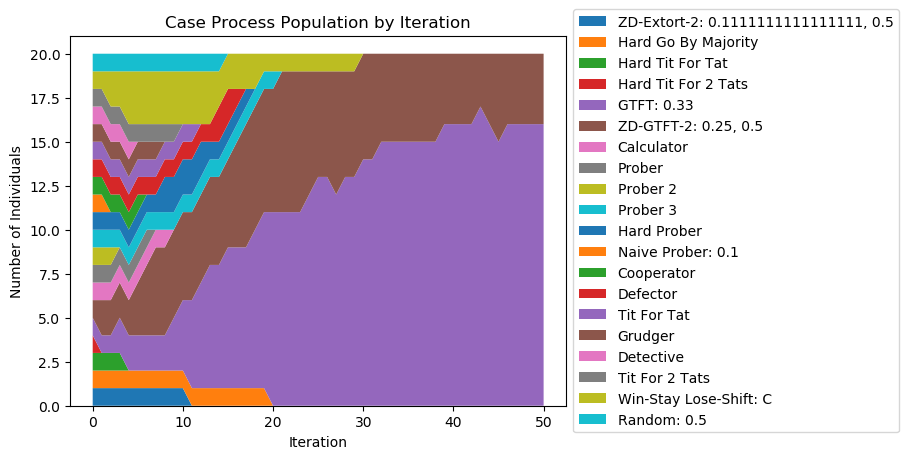 Case Process Population by Iteration
Number of Individuals
20.0
17.5
15.0
12.5
10.0
7.5
5.0
2.5
0.0
0
10
20
30
40
50
Iteration
ZD-Extort-2: 0.1111111111111111, 0.5
Hard Go By Majority
Hard Tit For Tat
Hard Tit For 2 Tats
GTFT: 0.33
ZD-GTFT-2: 0.25, 0.5
Calculator
Prober
Prober 2
Prober 3
Hard Prober
Naive Prober: 0.1
Cooperator
Defector
Tit For Tat
Grudger
Detective
Tit For 2 Tats
Win-Stay Lose-Shift: C
Random: 0.5